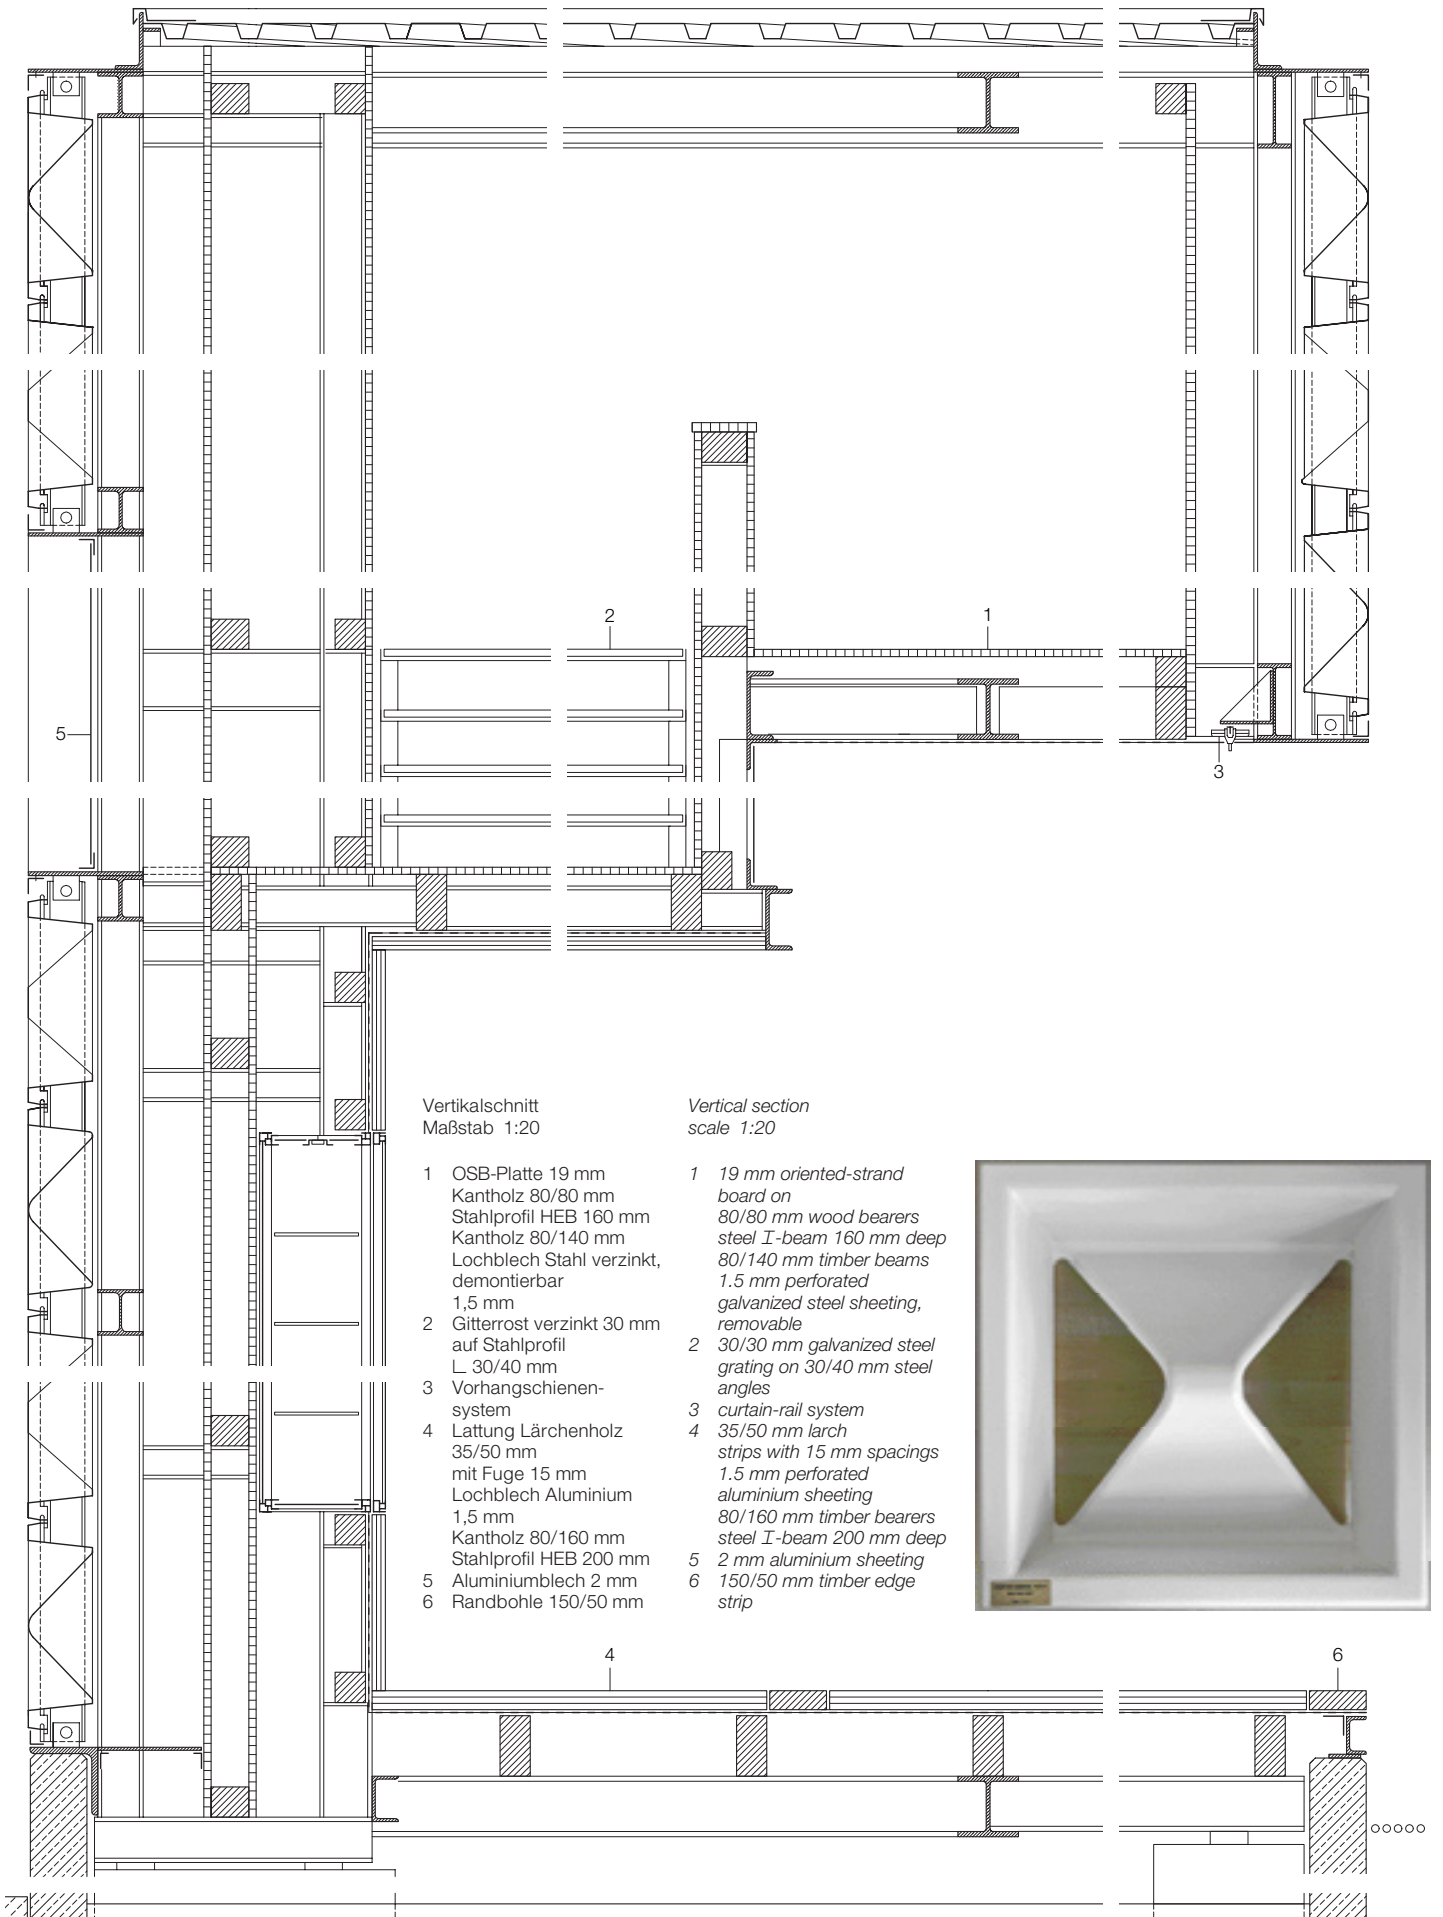 2
1
5
3
Vertikalschnitt
Maßstab 1:20
1 OSB-Platte 19 mm
Kantholz 80/80 mm
Stahlprofil HEB 160 mm
Kantholz 80/140 mm
Lochblech Stahl verzinkt,
demontierbar
1,5 mm
2 Gitterrost verzinkt 30 mm
auf Stahlprofil
∟ 30/40 mm
3 Vorhangschienen-
system
4 Lattung Lärchenholz
35/50 mm
mit Fuge 15 mm
Lochblech Aluminium
1,5 mm
Kantholz 80/160 mm
Stahlprofil HEB 200 mm
5 Aluminiumblech 2 mm
6 Randbohle 150/50 mm
Vertical section
scale 1:20
1 19 mm oriented-strand
board on
80/80 mm wood bearers
steel I-beam 160 mm deep
80/140 mm timber beams
1.5 mm perforated
galvanized steel sheeting,
removable
2 30/30 mm galvanized steel
grating on 30/40 mm steel
angles
3 curtain-rail system
4 35/50 mm larch
strips with 15 mm spacings
1.5 mm perforated
aluminium sheeting
80/160 mm timber bearers
steel I-beam 200 mm deep
5 2 mm aluminium sheeting
6 150/50 mm timber edge
strip
4
6